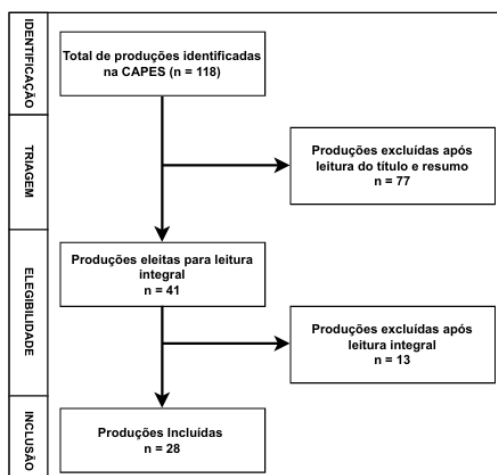 IDENTIFICAÇÃO
Total de produções identificadas
na CAPES (n = 118)
TRIAGEM
Produções excluídas após
leitura do título e resumo
n = 77
ELEGIBILIDADE
Produções eleitas para leitura
integral
n = 41
Produções excluídas após
leitura integral
n = 13
INCLUSÃO
Produções Incluídas
n = 28